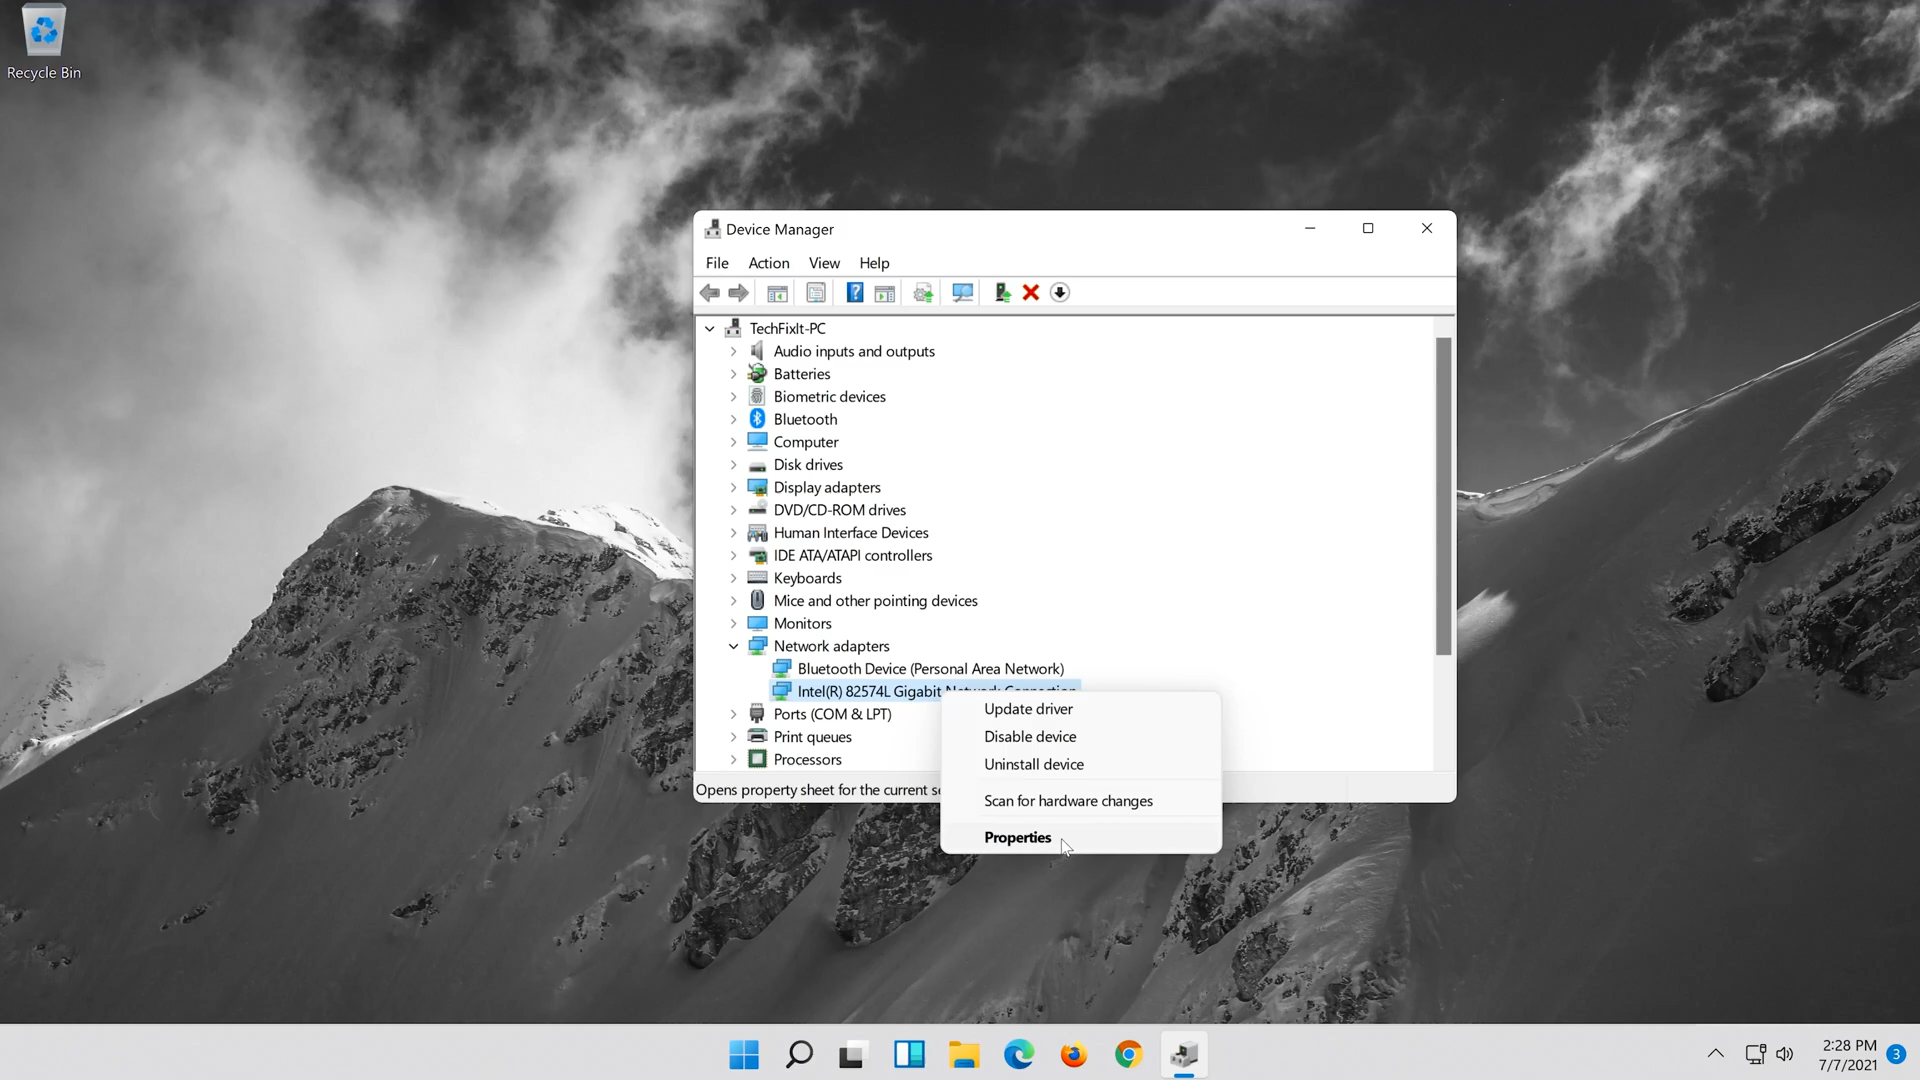 Recycle Bin
Device Manager
File Action View Help
TechFixIt-PC
Audio inputs and outputs
Batteries
Biometric devices
Bluetooth
Computer
Disk drives
Display adapters
DVD/CD-ROM drives
Human Interface Devices
IDE ATA/ATAPI controllers
Keyboards
Mice and other pointing devices
Monitors
Network adapters
Bluetooth Device (Personal Area Network)
Intel(R) 82574L Gigabit Network Connection
Ports (COM & LPT)
Print queues
Processors
Opens property sheet for the current
Update driver
Disable device
Uninstall device
Scan for hardware changes
Properties
2:28 PM
7/7/2021
3